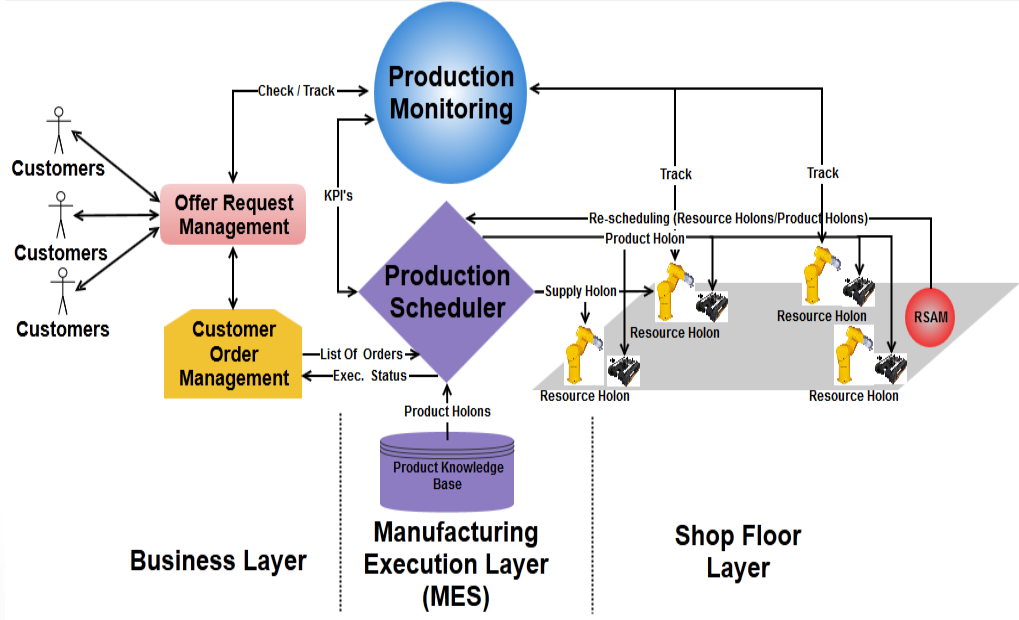 Production
Monitoring
Check / Track
Customers
Customers
Customers
Offer Request
Management
KPI's
Track
Track
Re-scheduling (Resource Holons/Product Holons)
Product Holon
Production
Scheduler
Supply Holon
Resource Holon
Resource Holon
RSAM
Resource Holon
Resource Holon
Customer
Order
Management
List Of Orders
Exec. Status
Product Holons
Product Knowledge
Base
Business Layer
Manufacturing
Execution Layer
(MES)
Shop Floor
Layer